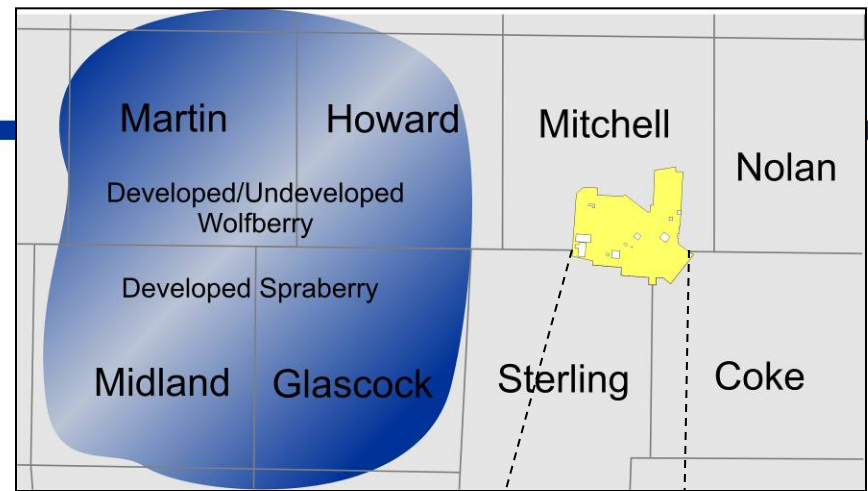 Martin
Howard
Mitchell
Nolan
Developed/Undeveloped
Wolfberry
Developed Spraberry
Midland
Glascock
Sterling
Coke